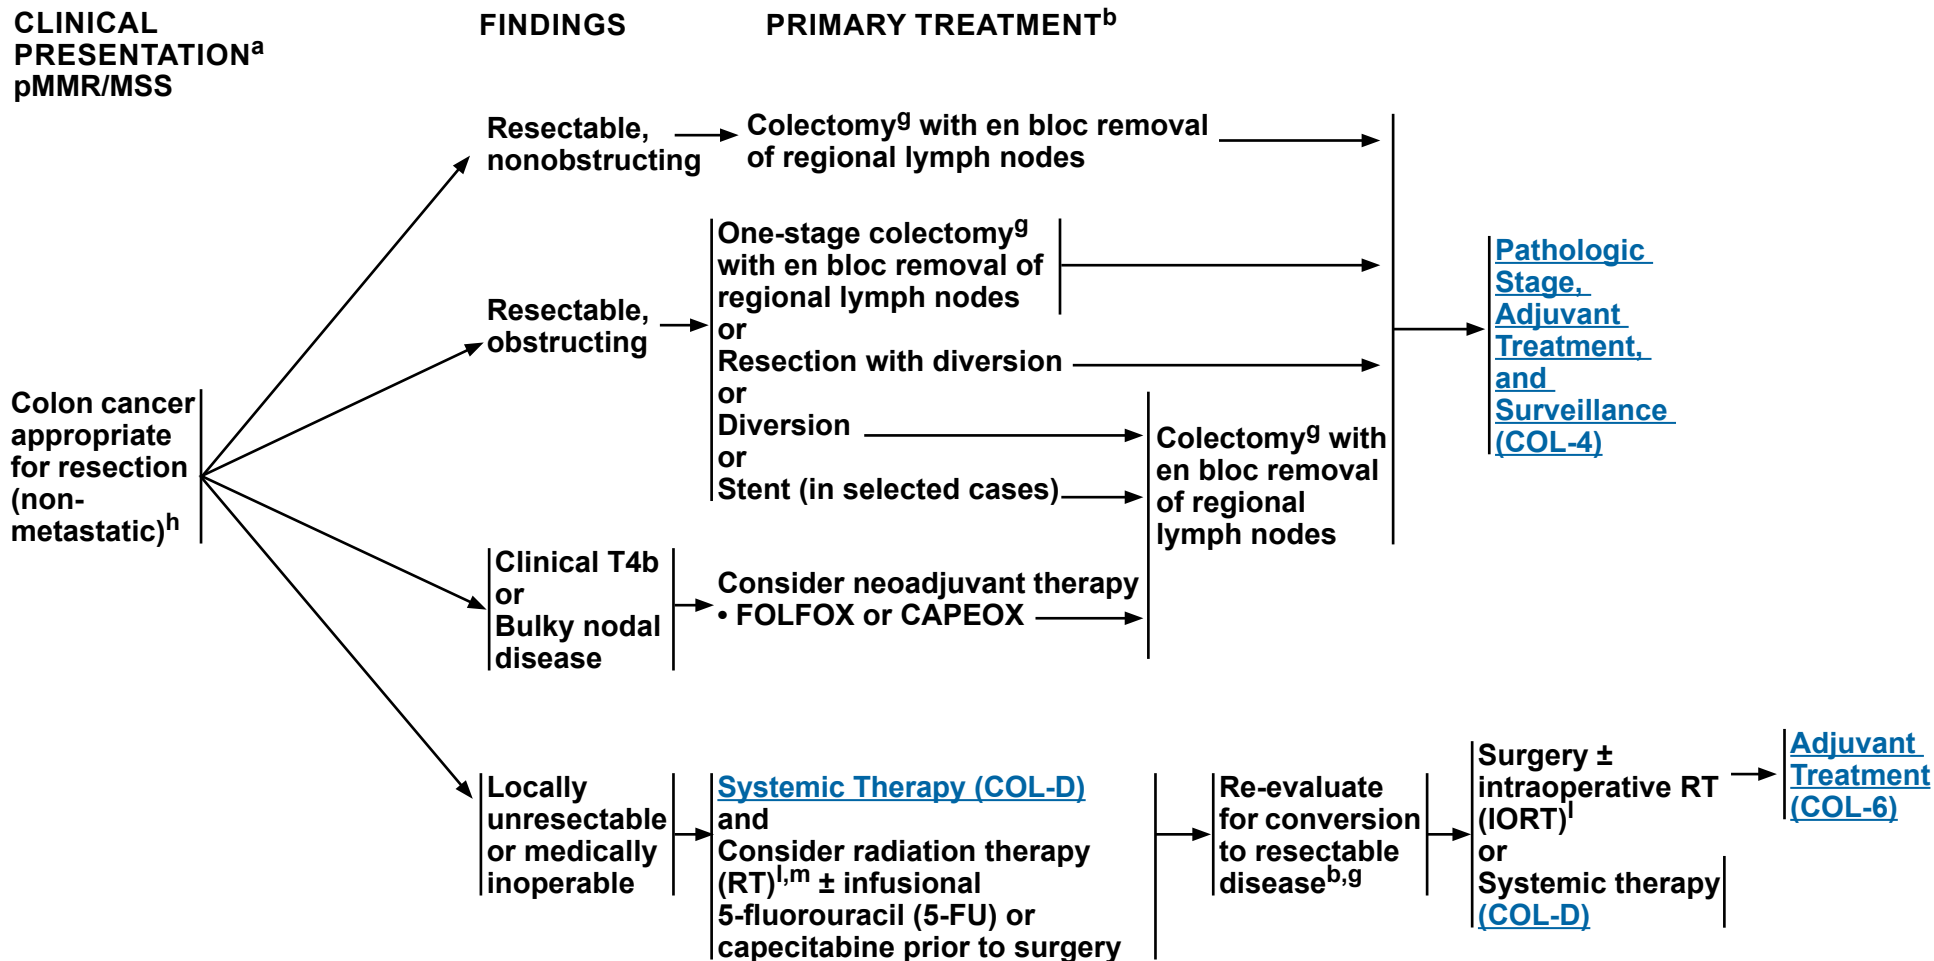 CLINICAL
PRESENTATIONa
pMMR/MSS
FINDINGS
PRIMARY TREATMENTb
Colon cancer
appropriate
for resection
(non-
metastatic)h
Resectable,
nonobstructing
Colectomyg with en bloc removal
of regional lymph nodes
Resectable,
obstructing
One-stage colectomyg
with en bloc removal of
regional lymph nodes
or
Resection with diversion
or
Diversion
or
Stent (in selected cases)
Clinical T4b
or
Bulky nodal
disease
Consider neoadjuvant therapy
• FOLFOX or CAPEOX
Colectomyg with
en bloc removal
of regional
lymph nodes
Pathologic
Stage,
Adjuvant
Treatment,
and
Surveillance
(COL-4)
Locally
unresectable
or medically
inoperable
Systemic Therapy (COL-D)
and
Consider radiation therapy
(RT)l,m ± infusional
5-fluorouracil (5-FU) or
capecitabine prior to surgery
Re-evaluate
for conversion
to resectable
diseaseb,g
Surgery ±
intraoperative RT
(IORT)l
or
Systemic therapy
(COL-D)
Adjuvant
Treatment
(COL-6)